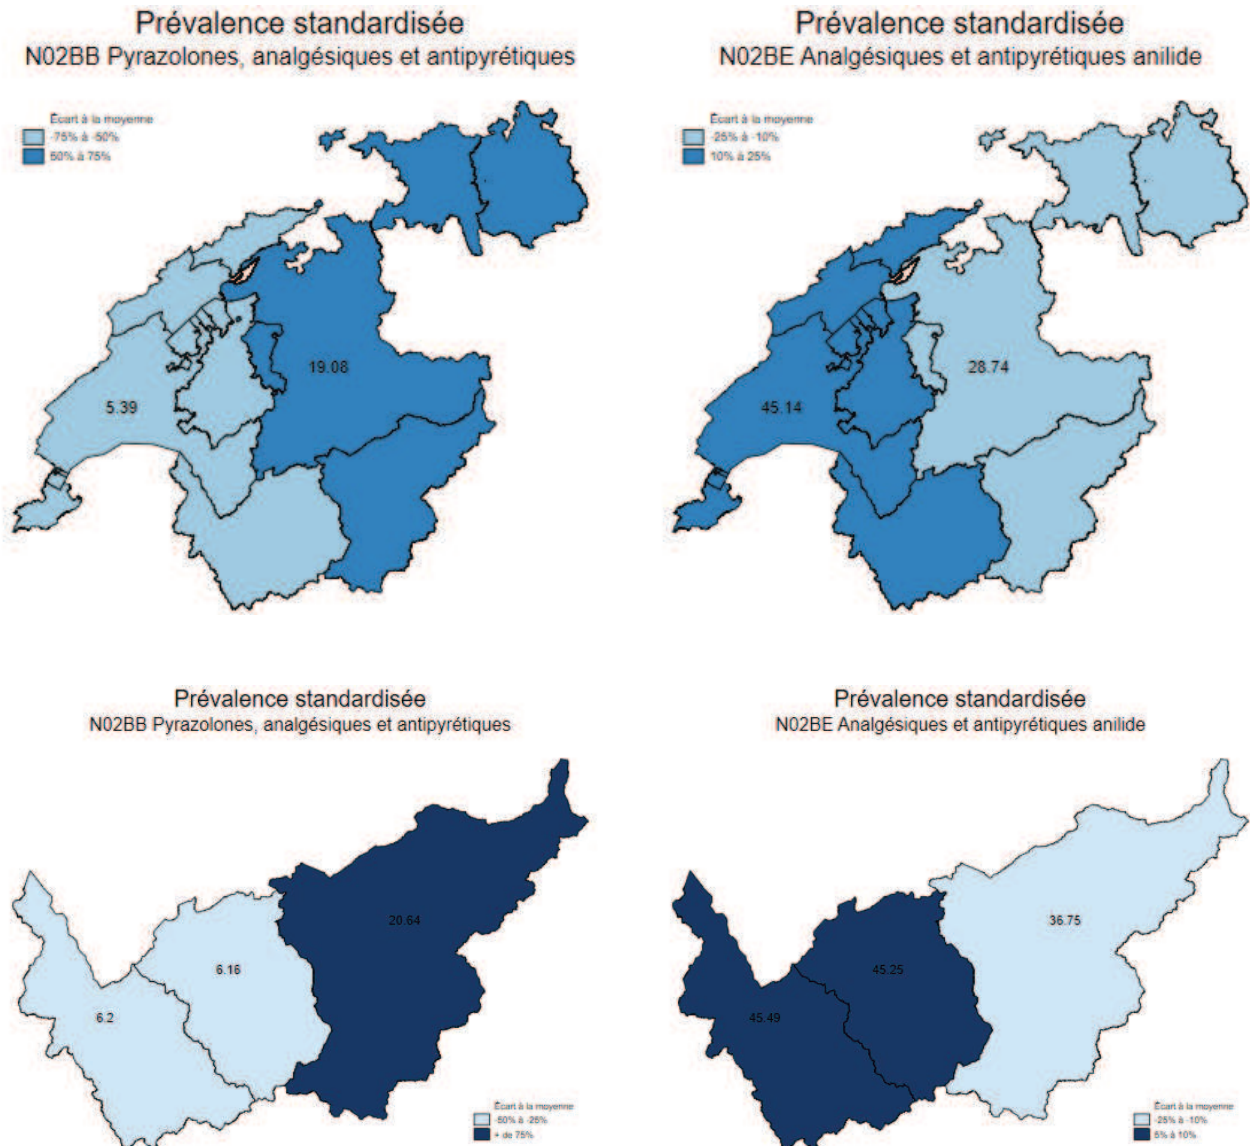 Prévalence standardisée
N02BB Pyrazolones, analgésiques et antipyrétiques
Écart à la moyenne
-75% à -50%
50% à 75%
19.08
5.39
Prévalence standardisée
N02BE Analgésiques et antipyrétiques anilide
Écart à la moyenne
-25% à -10%
10% à 25%
28.74
45.14
Prévalence standardisée
N02BB Pyrazolones, analgésiques et antipyrétiques
20.64
6.16
6.2
Écart à la moyenne
-50% à -25%
+ de 75%
Prévalence standardisée
N02BE Analgésiques et antipyrétiques anilide
36.75
45.25
45.49
Écart à la moyenne
-25% à -10%
5% à 10%